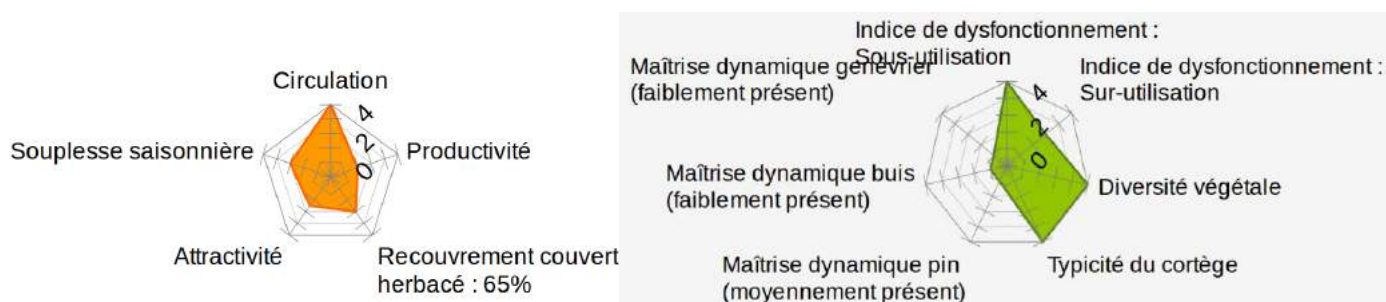 Circulation
4
2
0
Souplesse saisonnière
Productivité
Attractivité
Recouvrement couvert
herbacé : 65%
Indice de dysfonctionnement :
Sous-utilisation
Maîtrise dynamique genévrier
(faiblement présent)
Indice de dysfonctionnement :
Sur-utilisation
4
2
0
Maîtrise dynamique buis
(faiblement présent)
Diversité végétale
Maîtrise dynamique pin
(moyennement présent)
Typicité du cortège